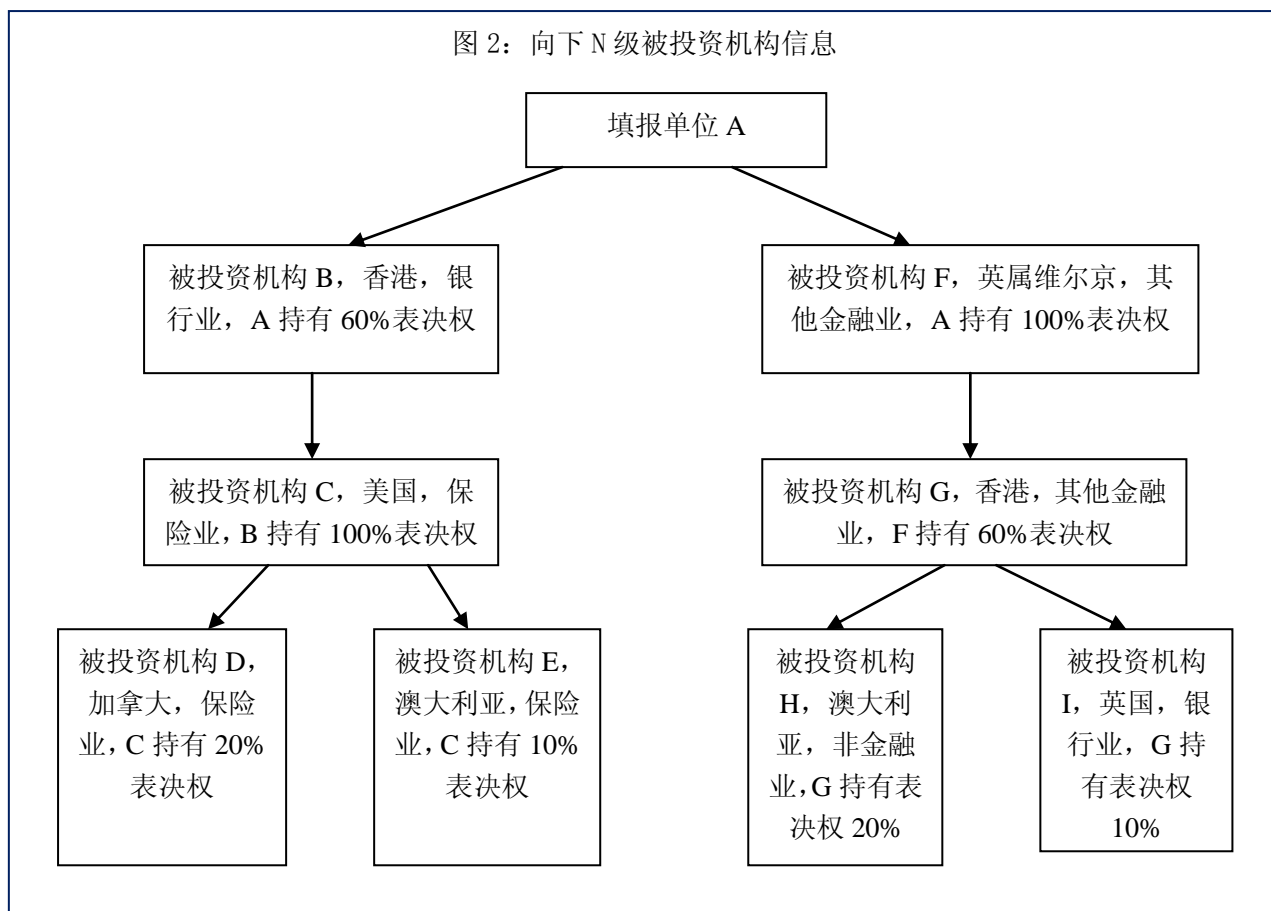 图 2：向下 N 级被投资机构信息
填报单位 A
被投资机构 B，香港，银
行业，A 持有 60%表决权
被投资机构 F，英属维尔京，其
他金融业，A 持有 100%表决权
被投资机构 C，美国，保
险业，B 持有 100%表决权
被投资机构 G，香港，其他金融
业，F 持有 60%表决权
被投资机构 D，
加拿大，保险
业，C 持有 20%
表决权
被投资机构 E，
澳大利亚，保险
业，C 持有 10%
表决权
被投资机构
H，澳大利
亚，非金融
业，G 持有表
决权 20%
被投资机构
I，英国，银
行业，G 持
有表决权
10%